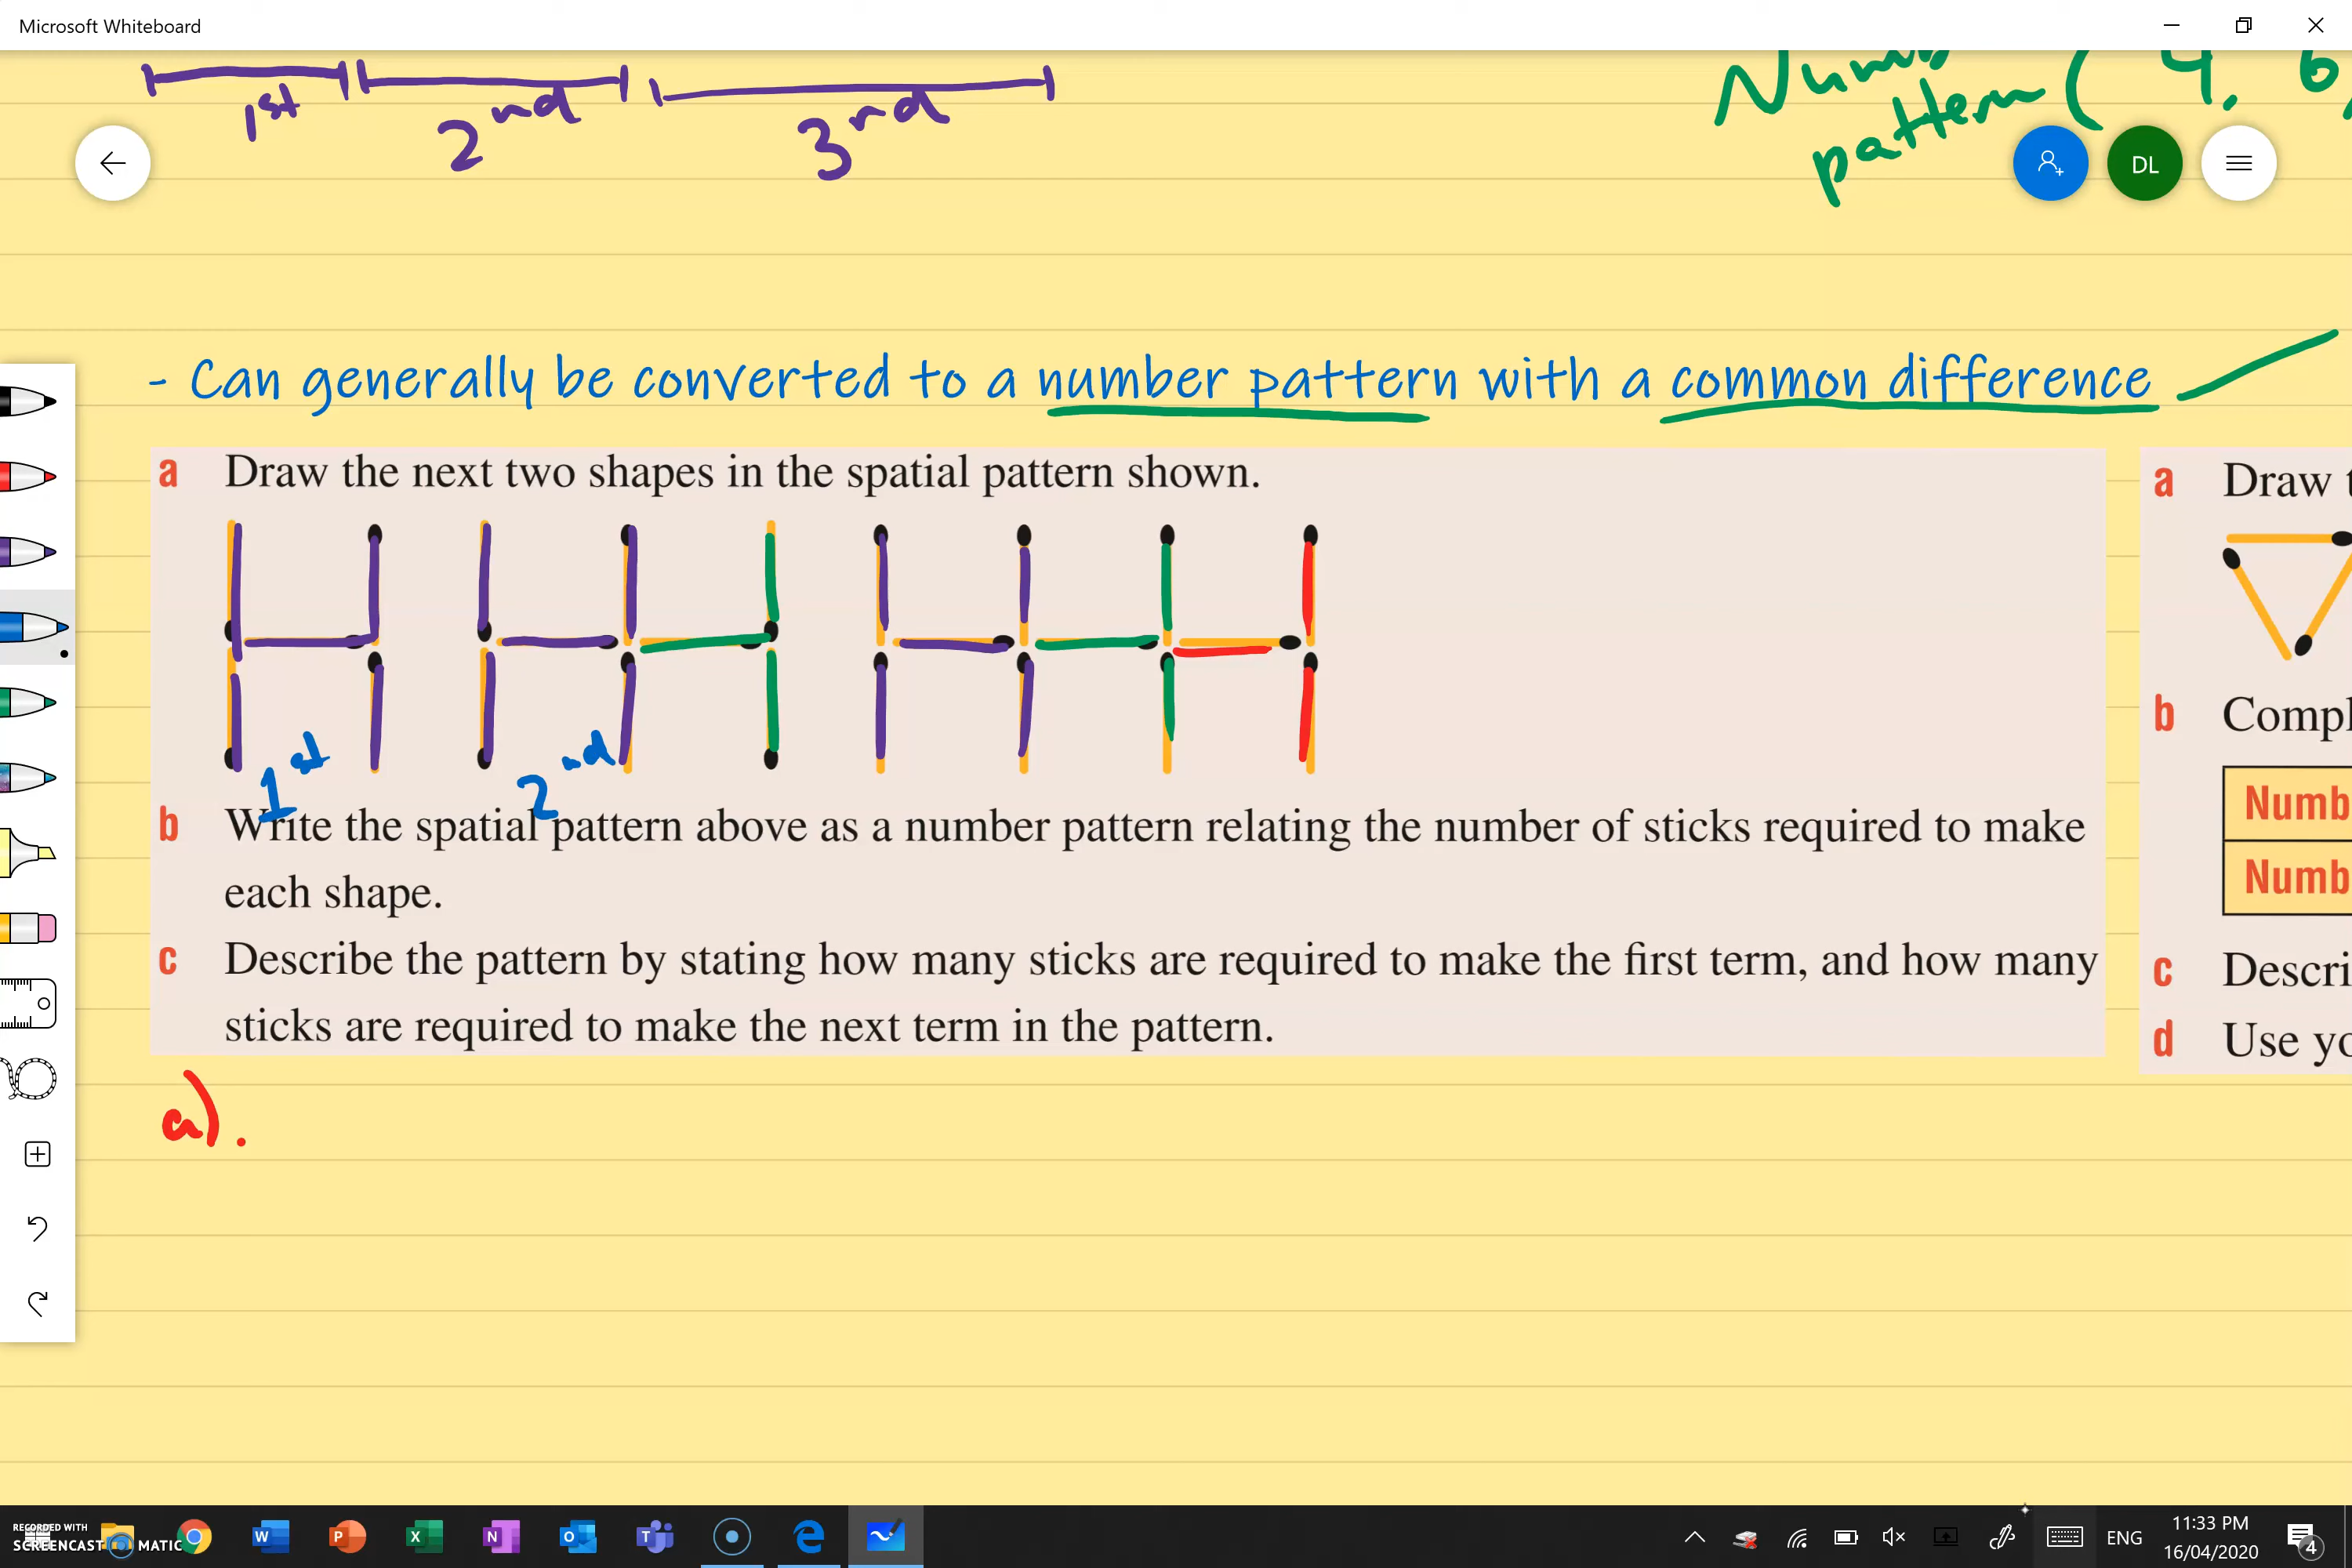 Microsoft Whiteboard
1st 2nd 3rd
pattern ( 4, 6,
DL
- Can generally be converted to a number pattern with a common difference
a Draw the next two shapes in the spatial pattern shown.
1st 2nd
b Write the spatial pattern above as a number pattern relating the number of sticks required to make
each shape.
c Describe the pattern by stating how many sticks are required to make the first term, and how many
sticks are required to make the next term in the pattern.
a
Draw
b
Numb
Numb
c
Descri
d
Use
a).
RECORDED WITH
SCREENCAST MATIC
ENG
11:33 PM
16/04/2020
4